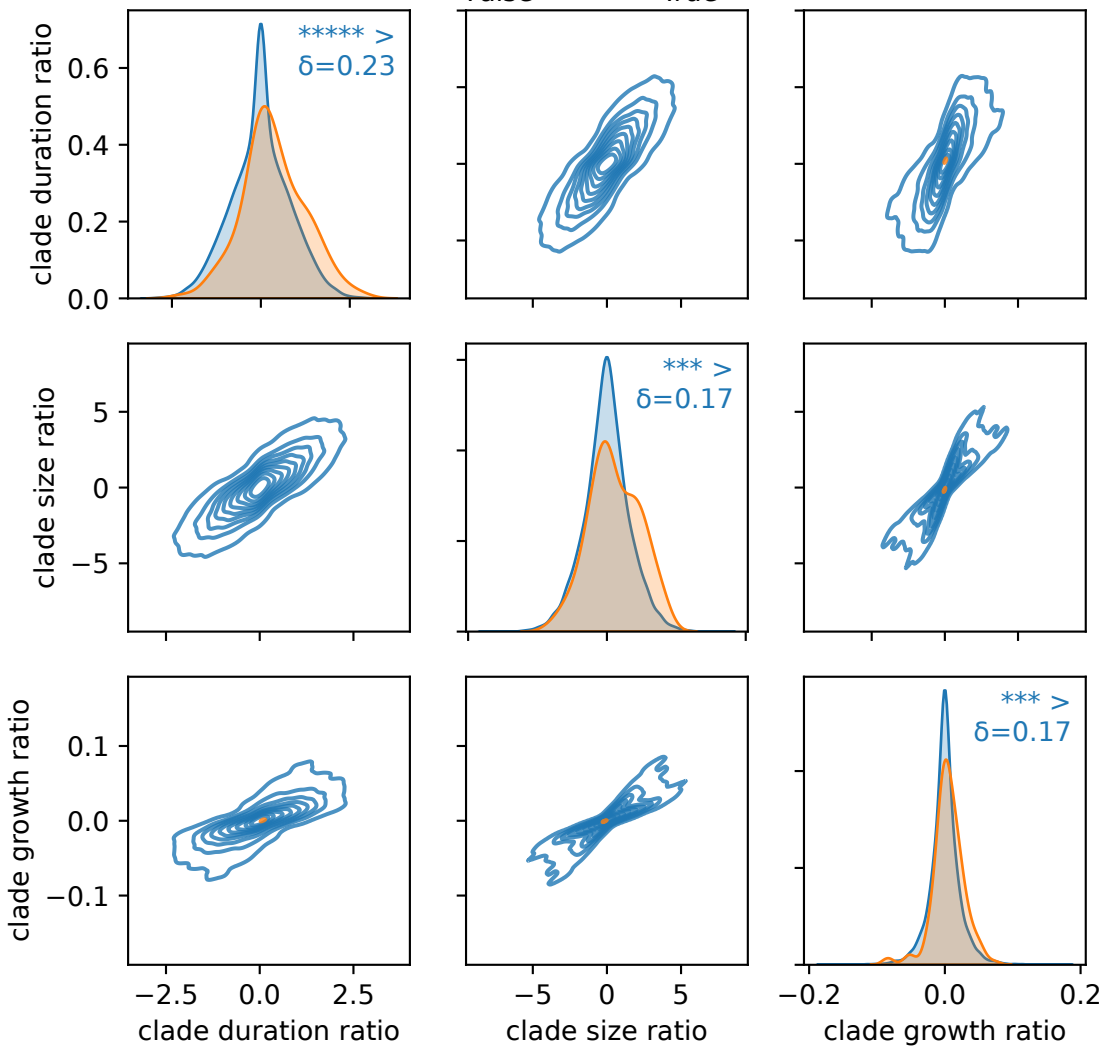 clade duration ratio
0.6
0.4
0.2
0.0
***** >
δ=0.23
clade size ratio
5
0
−5
*** >
δ=0.17
clade growth ratio
0.1
0.0
−0.1
*** >
δ=0.17
−2.5 0.0 2.5
−5 0 5
−0.2 0.0 0.2
clade duration ratio
clade size ratio
clade growth ratio